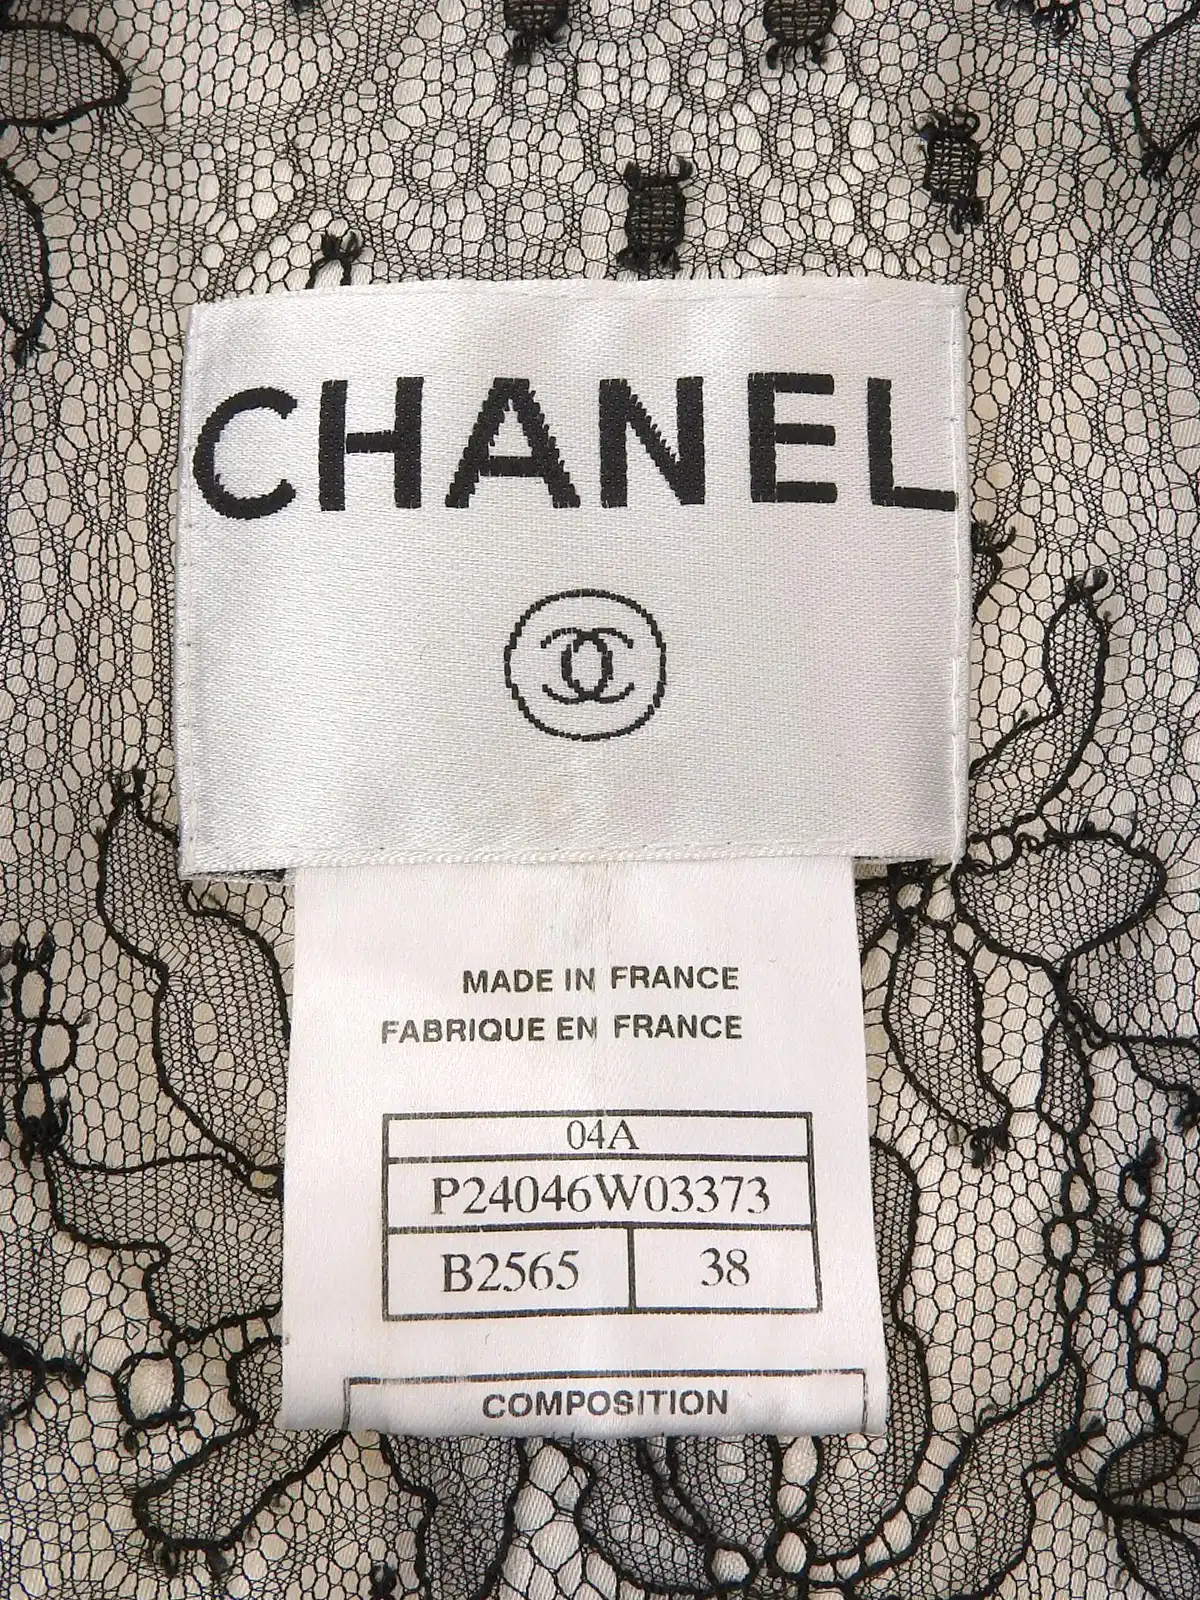 CHANEL
MADE IN FRANCE
FABRIQUE EN FRANCE
04A
P24046W03373
B2565 38
COMPOSITION